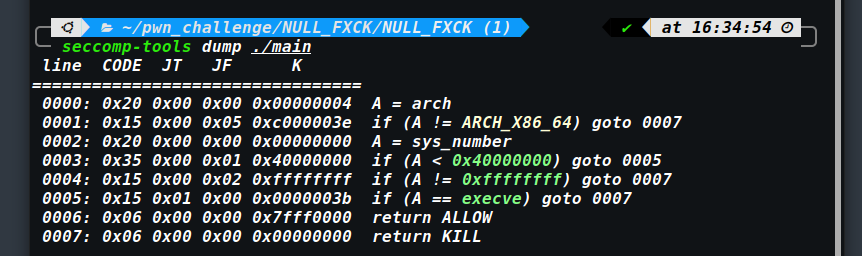 ~/pwn_challenge/NULL_FXCK/NULL_FXCK (1) ✔ at 16:34:54
seccomp-tools dump ./main
line CODE JT JF K
=================================
0000: 0x20 0x00 0x00 0x00000004 A = arch
0001: 0x15 0x00 0x05 0xc000003e if (A != ARCH_X86_64) goto 0007
0002: 0x20 0x00 0x00 0x00000000 A = sys_number
0003: 0x35 0x00 0x01 0x40000000 if (A < 0x40000000) goto 0005
0004: 0x15 0x00 0x02 0xffffffff if (A != 0xffffffff) goto 0007
0005: 0x15 0x01 0x00 0x0000003b if (A == execve) goto 0007
0006: 0x06 0x00 0x00 0x7fff0000 return ALLOW
0007: 0x06 0x00 0x00 0x00000000 return KILL